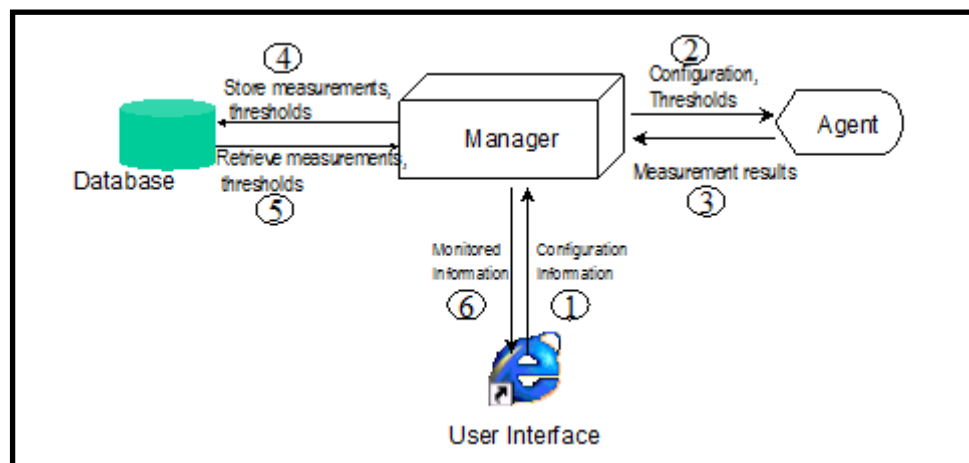 4
Store measurements,
thresholds
2
Configuration,
Thresholds
Manager
Agent
Database
Retrieve measurements,
thresholds
5
Measurement results
3
Monitored
Information
6
Configuration
Information
1
User Interface